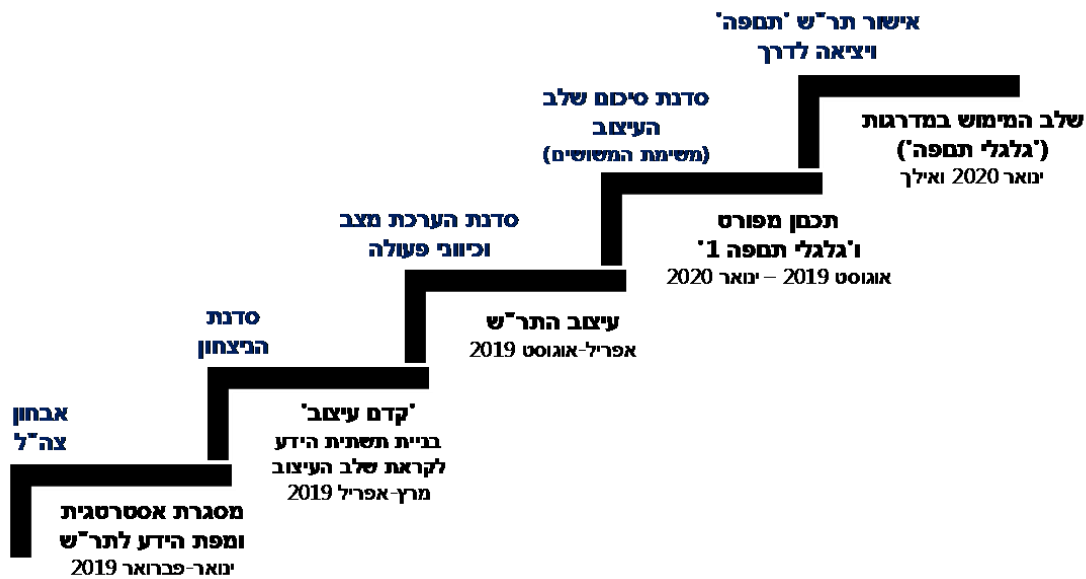 אישור תר"ש 'תנופה'
ויציאה לדרך
שלב המימוש במדרגות
('גלגלי תנופה')
ינואר 2020 ואילך
סדנת סיכום שלב
העיצוב
(משימת המשושים)
תכנון מפורט
ו'גלגלי תנופה 1'
אוגוסט 2019 – ינואר 2020
סדנת הערכת מצב
וכיווני פעולה
עיצוב התר"ש
אפריל-אוגוסט 2019
סדנת
הניצחון
'קדם עיצוב'
בניית תשתית הידע
לקראת שלב העיצוב
מרץ-אפריל 2019
אבחון
צה"ל
מסגרת אסטרטגית
ומפת הידע לתר"ש
ינואר-פברואר 2019